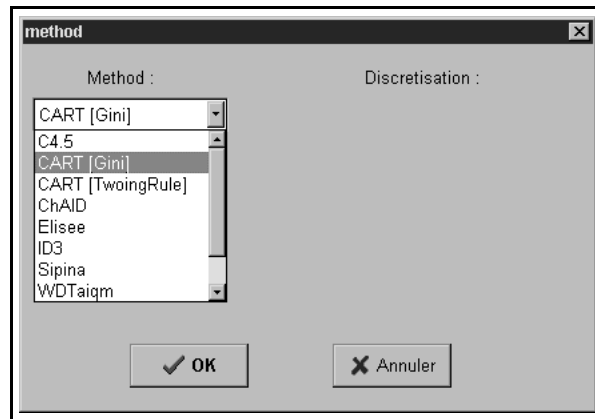 method
Method :
Discretisation :
CART [Gini]
C4.5
CART [Gini]
CART [TwoingRule]
ChAID
Elisee
ID3
Sipina
WDTaiqm
OK
Annuler